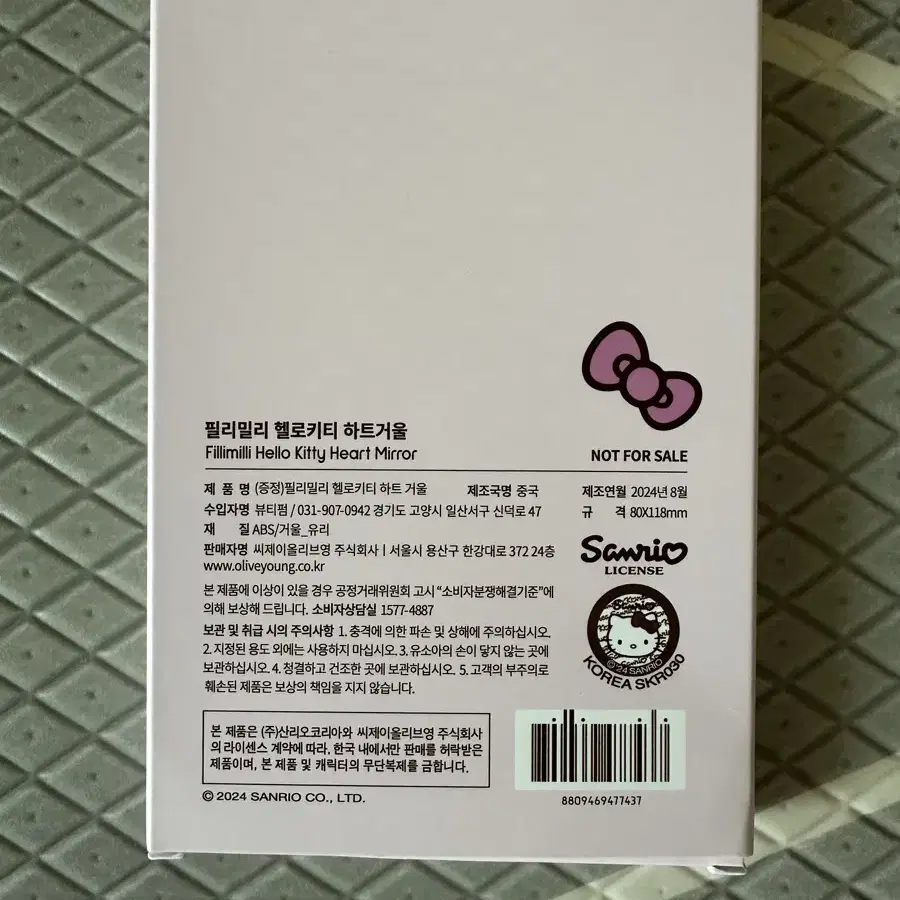 필리밀리 헬로키티 하트거울
Fillimilli Hello Kitty Heart Mirror
NOT FOR SALE
제 품 명 (증정)필리밀리 헬로키티 하트 거울 제조국명 중국 제조연월 2024년 8월
수입자명 뷰티펌 / 031-907-0942 경기도 고양시 일산서구 신덕로 47 규 격 80X118mm
재 질 ABS/거울_유리
판매자명 씨제이올리브영 주식회사 | 서울시 용산구 한강대로 372 24층
www.oliveyoung.co.kr
Sanrio
LICENSE
본 제품에 이상이 있을 경우 공정거래위원회 고시 "소비자분쟁해결기준"에
의해 보상해 드립니다. 소비자상담실 1577-4887
보관 및 취급 시의 주의사항 1. 충격에 의한 파손 및 상해에 주의하십시오.
2. 지정된 용도 외에는 사용하지 마십시오. 3. 유소아의 손이 닿지 않는 곳에
보관하십시오. 4. 청결하고 건조한 곳에 보관하십시오. 5. 고객의 부주의로
훼손된 제품은 보상의 책임을 지지 않습니다.
Sanrio
© '24 SANRIO
KOREA SKR030
본 제품은 (주)산리오코리아와 씨제이올리브영 주식회사
의 라이센스 계약에 따라, 한국 내에서만 판매를 허락받은
제품이며, 본 제품 및 캐릭터의 무단복제를 금합니다.
© 2024 SANRIO CO., LTD.
8809469477437